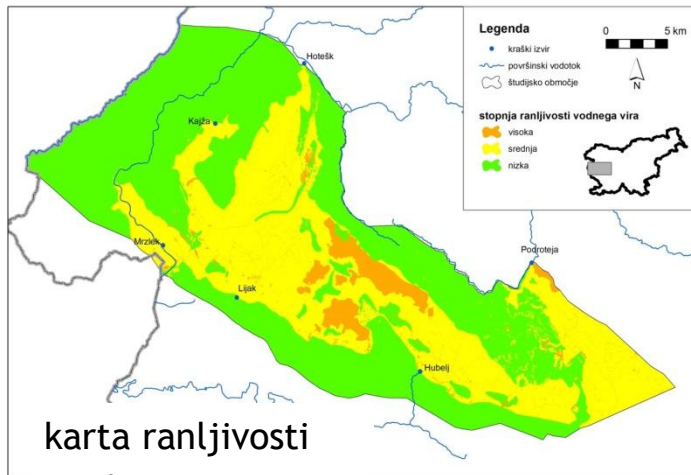 Legenda
kraški izvir
površinski vodotok
študijsko območje
0 5 km
N
stopnja ranljivosti vodnega vira
visoka
srednja
nizka
Hotešk
Kajža
Mrzlek
Lijak
Podroteja
Hubelj
karta ranljivosti